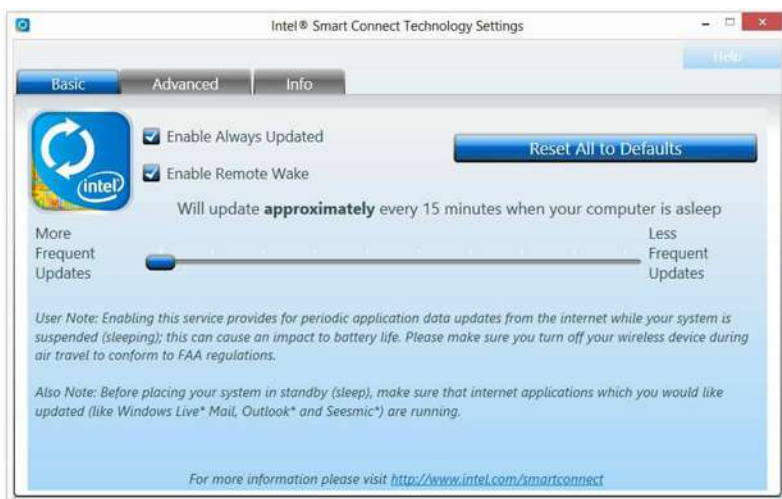 Intel® Smart Connect Technology Settings
Help
Basic
Advanced
Info
Enable Always Updated
Reset All to Defaults
Enable Remote Wake
intel
Will update approximately every 15 minutes when your computer is asleep
More
Frequent
Updates
Less
Frequent
Updates
User Note: Enabling this service provides for periodic application data updates from the internet while your system is
suspended (sleeping); this can cause an impact to battery life. Please make sure you turn off your wireless device during
air travel to conform to FAA regulations.
Also Note: Before placing your system in standby (sleep), make sure that internet applications which you would like
updated (like Windows Live* Mail, Outlook* and Seesmic*) are running.
For more information please visit http://www.intel.com/smartconnect